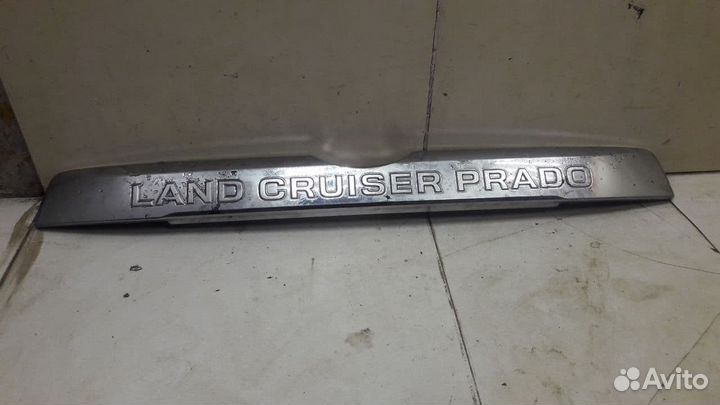 LAND CRUISER PRADO
Avito